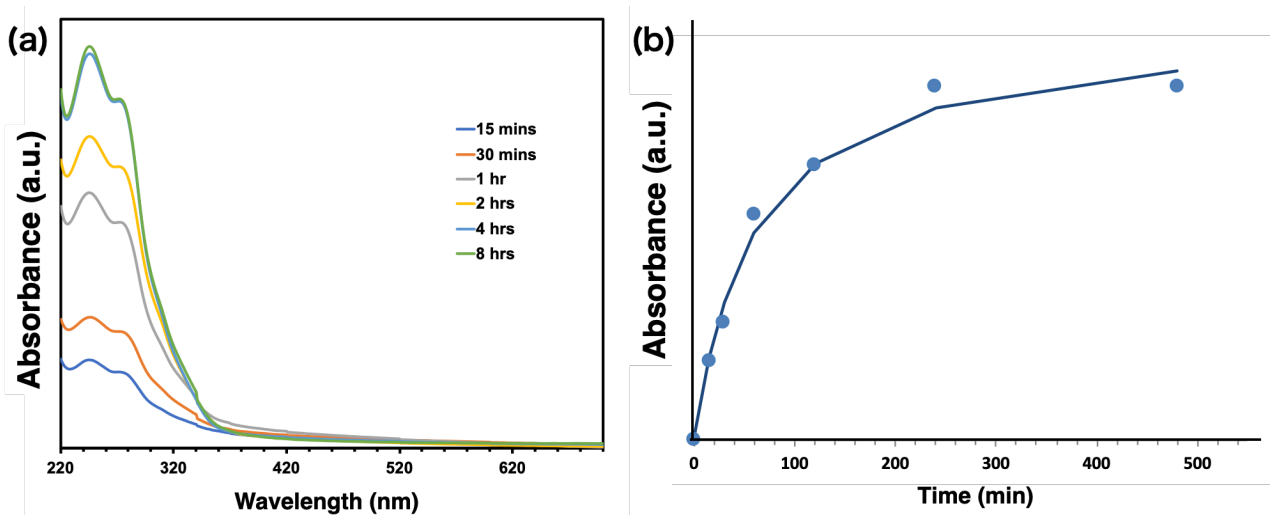 (a)
Absorbance (a.u.)
15 mins
30 mins
1 hr
2 hrs
4 hrs
8 hrs
220 320 420 520 620
Wavelength (nm)
(b)
Absorbance (a.u.)
0 100 200 300 400 500
Time (min)